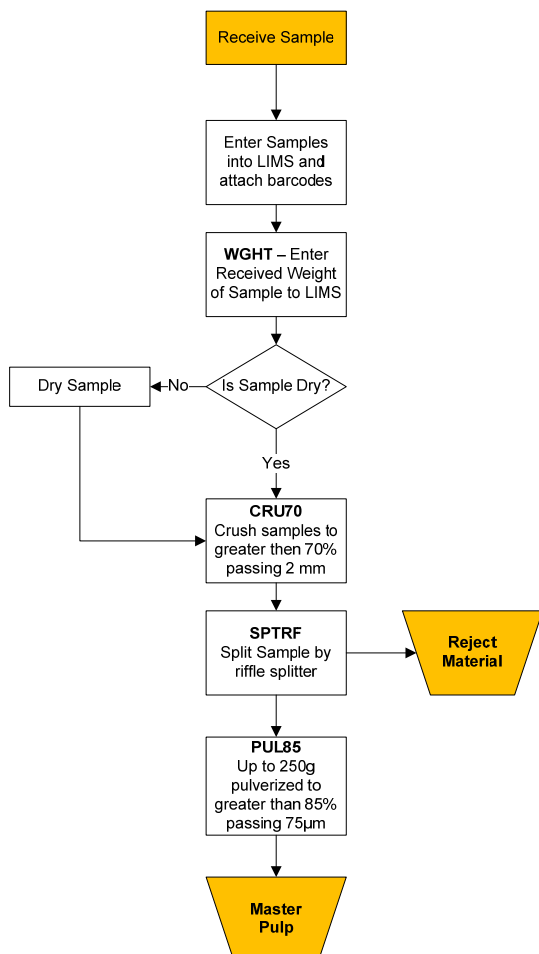 Receive Sample
Enter Samples
into LIMS and
attach barcodes
WGHT – Enter
Received Weight
of Sample to LIMS
Is Sample Dry?
No
Dry Sample
Yes
CRU70
Crush samples to
greater then 70%
passing 2 mm
SPTRF
Split Sample by
riffle splitter
Reject
Material
PUL85
Up to 250g
pulverized to
greater than 85%
passing 75µm
Master
Pulp